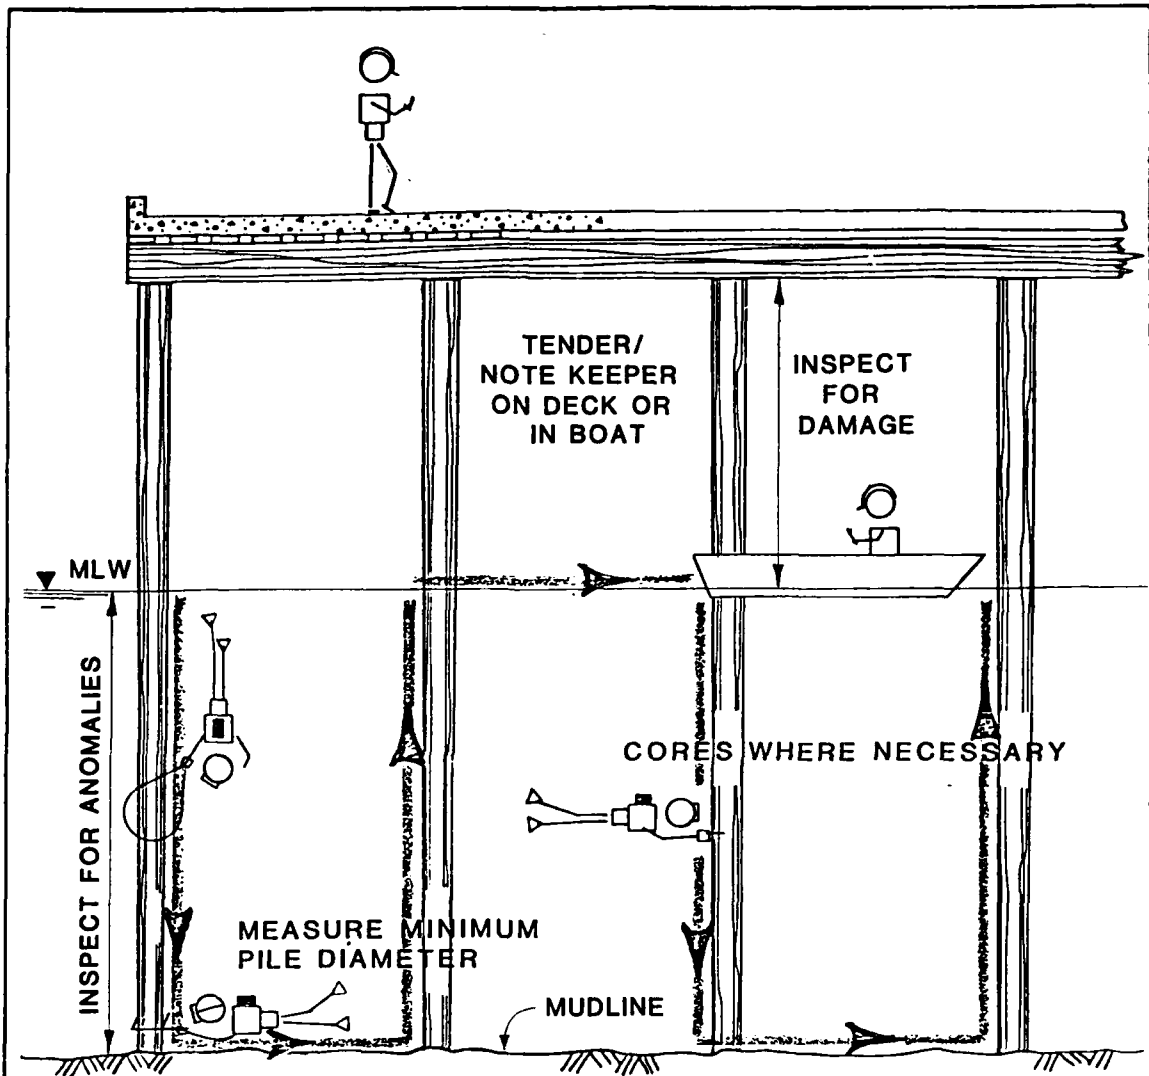 TENDER/
NOTE KEEPER
ON DECK OR
IN BOAT
INSPECT
FOR
DAMAGE
MLW
INSPECT FOR ANOMALIES
CORES WHERE NECESSARY
MEASURE MINIMUM
PILE DIAMETER
MUDLINE